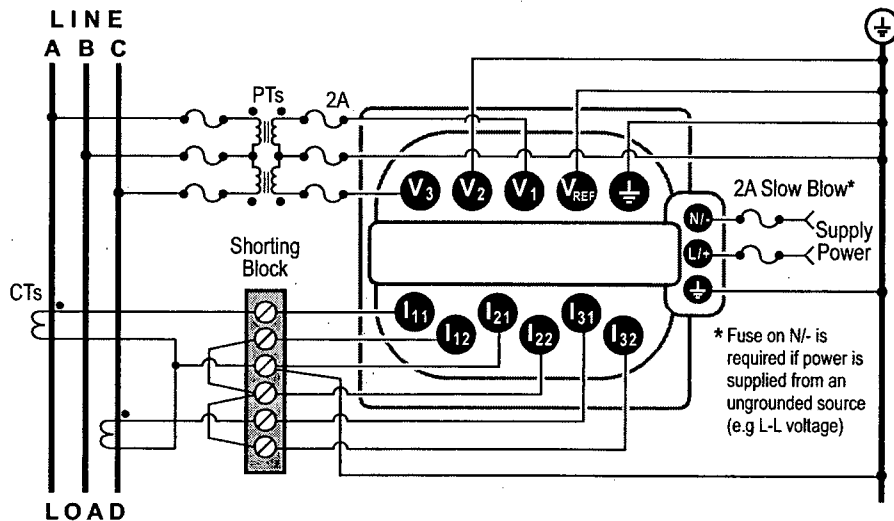 LINE
A B C
PTs
2A
V3 V2 V1 VREF
2A Slow Blow*
N/-
L/+
Supply
Power
Shorting
Block
CTs
I11 I12 I21 I22 I31 I32
* Fuse on N/- is
required if power is
supplied from an
ungrounded source
(e.g L-L voltage)
LOAD